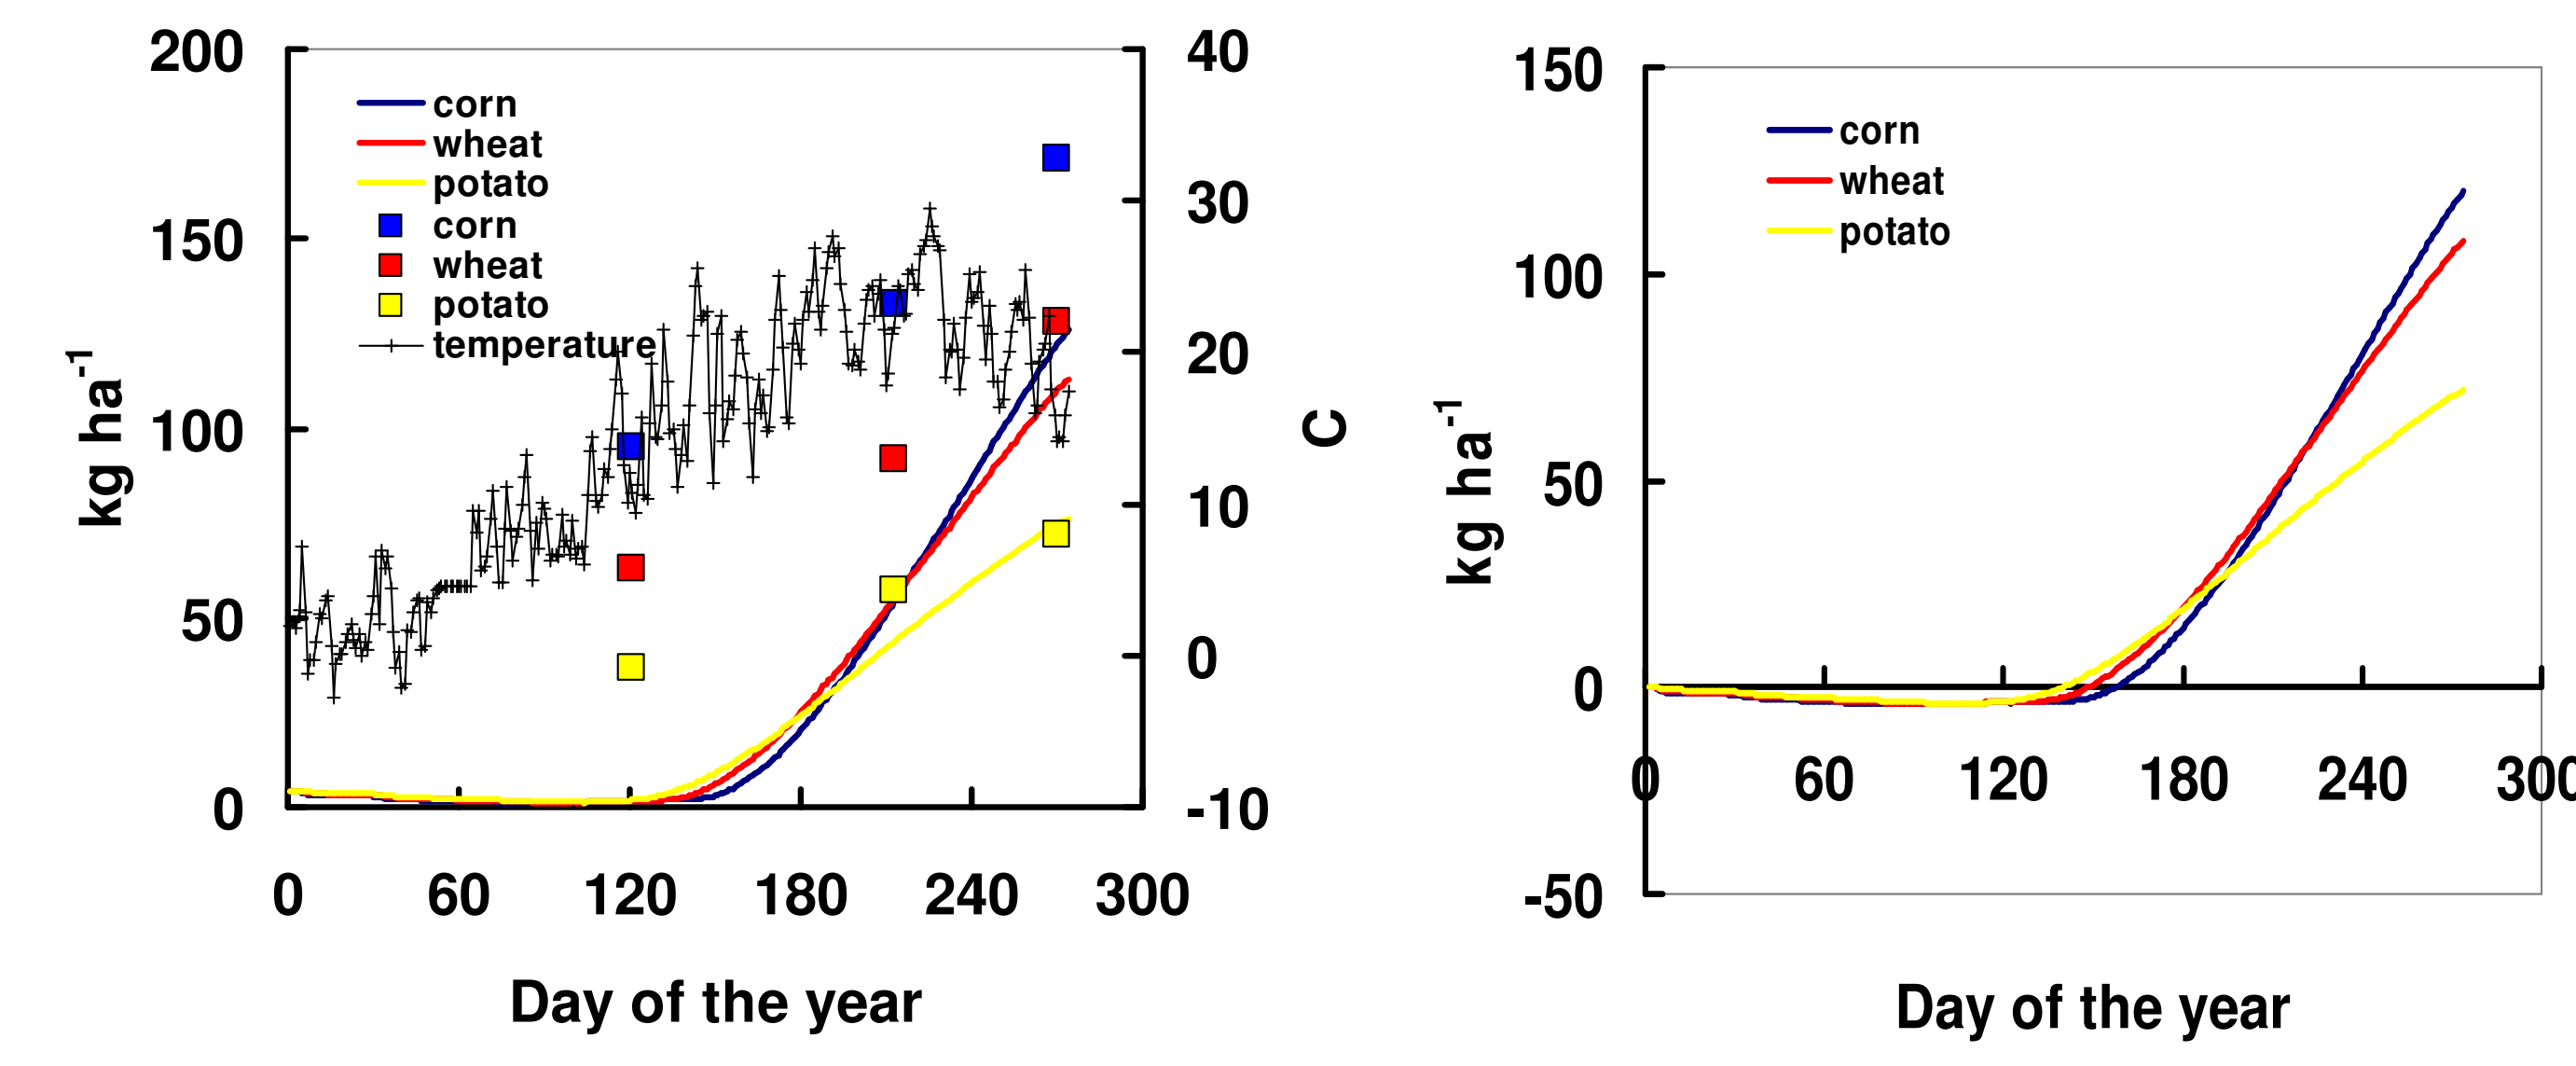 200
150
100
50
0
kg ha-1
corn
wheat
potato
corn
wheat
potato
temperature
40
30
20
10
0
-10
C
0 60 120 180 240 300
Day of the year
150
100
50
0
-50
kg ha-1
corn
wheat
potato
0 60 120 180 240 300
Day of the year